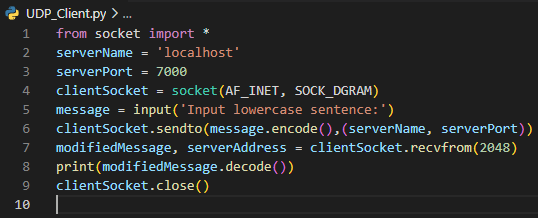 UDP_Client.py > ...
1 from socket import *
2 serverName = 'localhost'
3 serverPort = 7000
4 clientSocket = socket(AF_INET, SOCK_DGRAM)
5 message = input('Input lowercase sentence:')
6 clientSocket.sendto(message.encode(),(serverName, serverPort))
7 modifiedMessage, serverAddress = clientSocket.recvfrom(2048)
8 print(modifiedMessage.decode())
9 clientSocket.close()
10